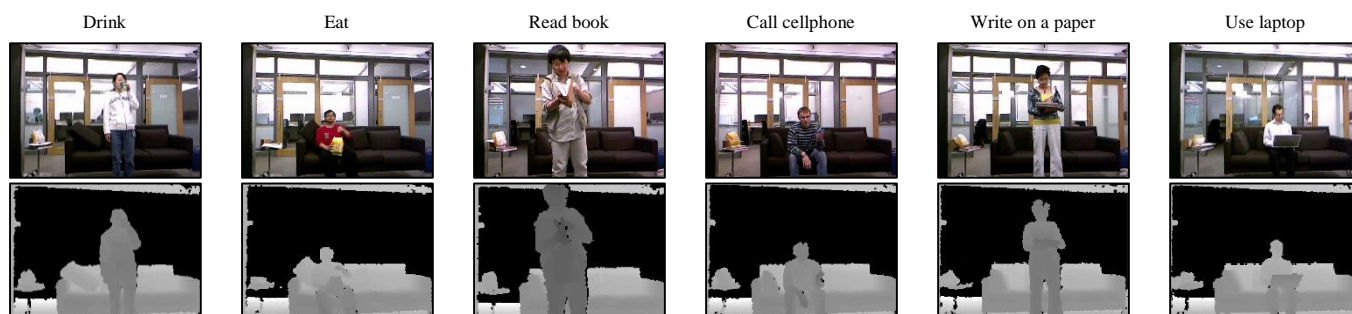 Drink
Eat
Read book
Call cellphone
Write on a paper
Use laptop